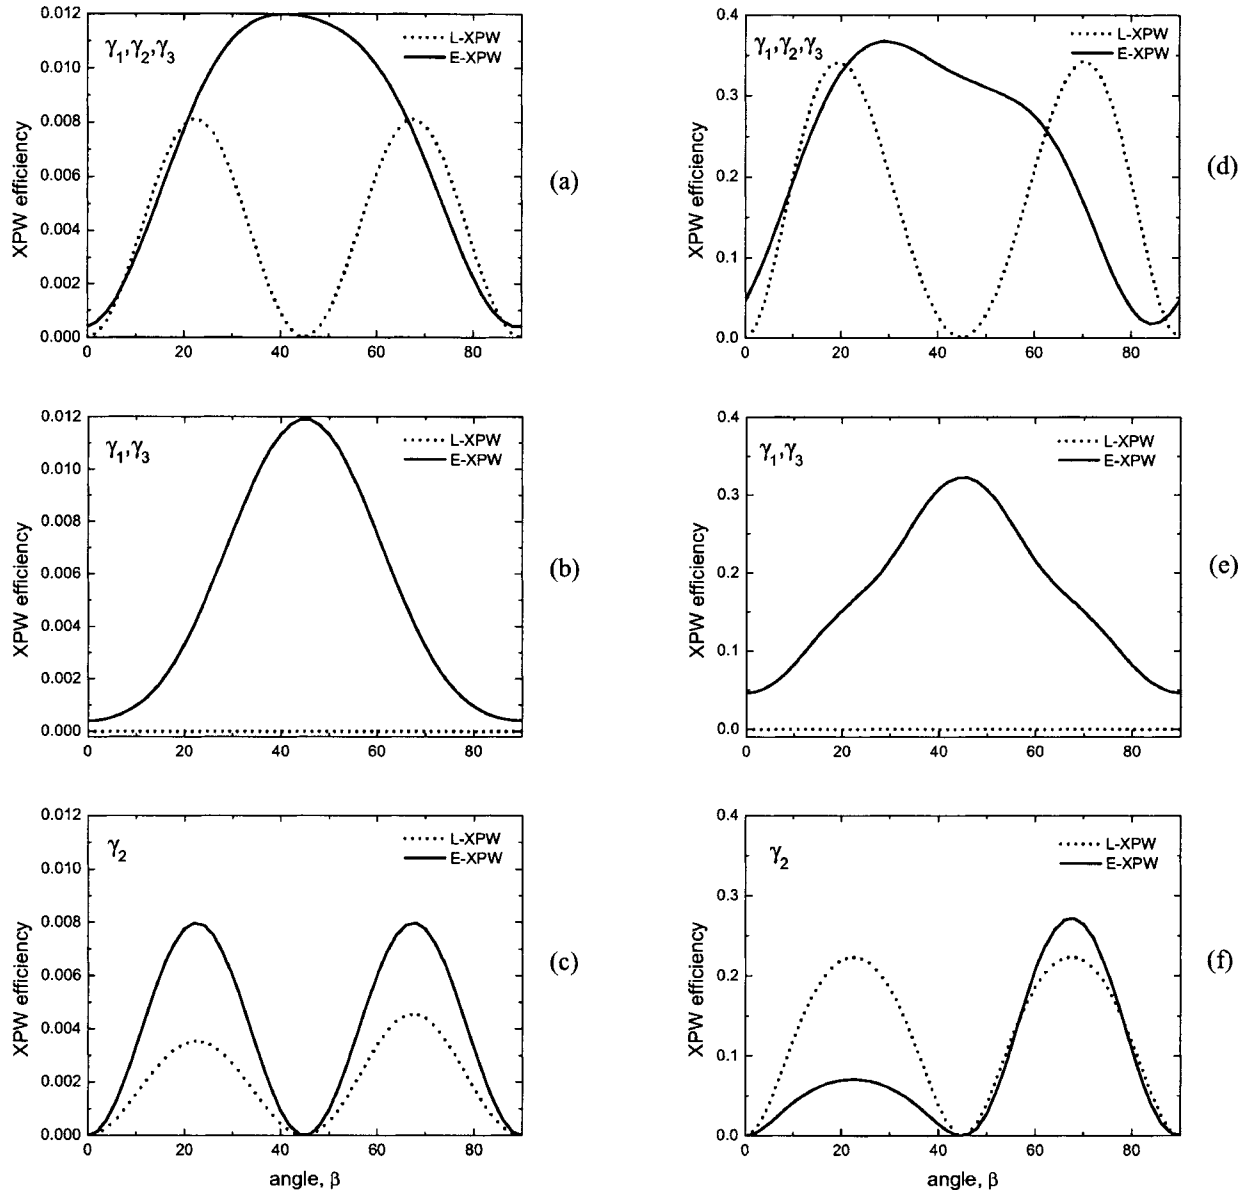 0.012
0.010
0.008
0.006
0.004
0.002
0.000
XPW efficiency
γ1,γ2,γ3
L-XPW
E-XPW
0 20 40 60 80
(a)
0.4
0.3
0.2
0.1
0.0
XPW efficiency
γ1,γ2,γ3
L-XPW
E-XPW
0 20 40 60 80
(d)
0.012
0.010
0.008
0.006
0.004
0.002
0.000
XPW efficiency
γ1,γ3
L-XPW
E-XPW
0 20 40 60 80
(b)
0.4
0.3
0.2
0.1
0.0
XPW efficiency
γ1,γ3
L-XPW
E-XPW
0 20 40 60 80
(e)
0.012
0.010
0.008
0.006
0.004
0.002
0.000
XPW efficiency
γ2
L-XPW
E-XPW
0 20 40 60 80
angle, β
(c)
0.4
0.3
0.2
0.1
0.0
XPW efficiency
γ2
L-XPW
E-XPW
0 20 40 60 80
angle, β
(f)